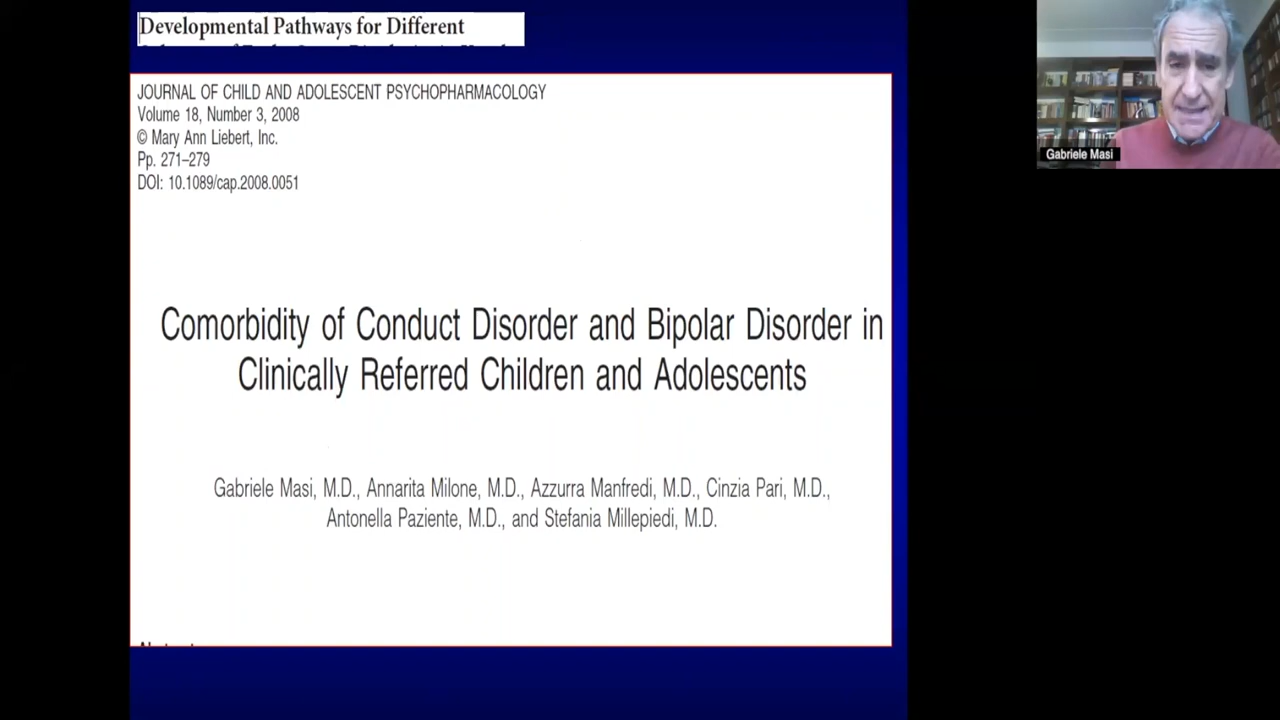 Developmental Pathways for Different
JOURNAL OF CHILD AND ADOLESCENT PSYCHOPHARMACOLOGY
Volume 18, Number 3, 2008
© Mary Ann Liebert, Inc.
Pp. 271–279
DOI: 10.1089/cap.2008.0051
Comorbidity of Conduct Disorder and Bipolar Disorder in
Clinically Referred Children and Adolescents
Gabriele Masi, M.D., Annarita Milone, M.D., Azzurra Manfredi, M.D., Cinzia Pari, M.D.,
Antonella Paziente, M.D., and Stefania Millepiedi, M.D.
Gabriele Masi